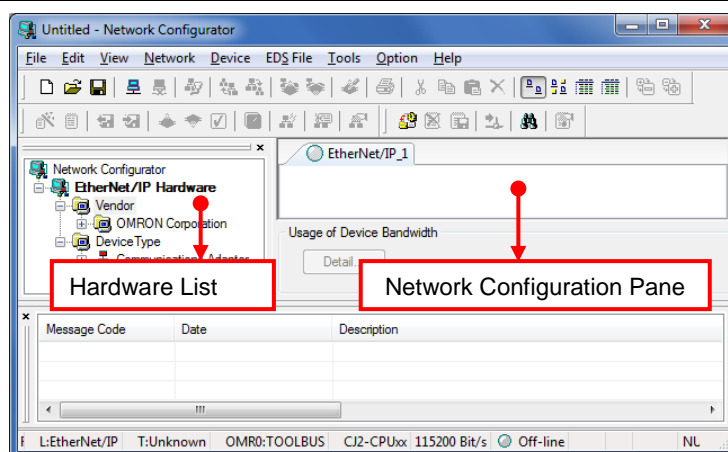 Untitled - Network Configurator
File Edit View Network Device EDS File Tools Option Help
EtherNet/IP_1
Network Configurator
EtherNet/IP Hardware
Vendor
OMRON Corporation
DeviceType
Usage of Device Bandwidth
Detail...
Hardware List
Network Configuration Pane
Message Code Date Description
L:EtherNet/IP T:Unknown OMR0:TOOLBUS CJ2-CPUxx 115200 Bit/s Off-line